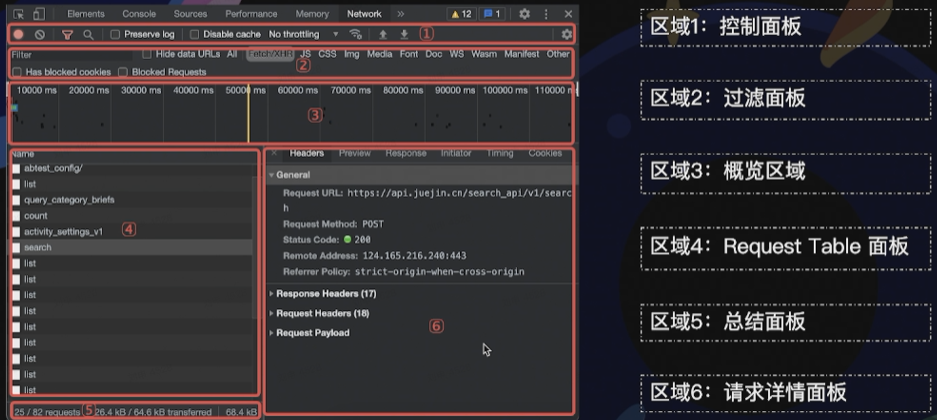 Elements Console Sources Performance Memory Network » 12 1
Preserve log Disable cache No throttling ①
Filter Hide data URLs All Fetch/XHR JS CSS Img Media Font Doc WS Wasm Manifest Other
Has blocked cookies Blocked Requests ②
10000 ms 20000 ms 30000 ms 40000 ms 50000 ms 60000 ms 70000 ms 80000 ms 90000 ms 100000 ms 110000 ms
③
Name
abtest_config/
list
query_category_briefs
count
activity_settings_v1 ④
search
list
list
list
list
list
list
list
list
list
25 / 82 requests ⑤ 26.4 kB / 64.6 kB transferred 68.4 kB
× Headers Preview Response Initiator Timing Cookies
General
Request URL: https://api.juejin.cn/search_api/v1/searc
h
Request Method: POST
Status Code: 200
Remote Address: 124.165.216.240:443
Referrer Policy: strict-origin-when-cross-origin
Response Headers (17)
Request Headers (18)
Request Payload
⑥
区域1：控制面板
区域2：过滤面板
区域3：概览区域
区域4：Request Table 面板
区域5：总结面板
区域6：请求详情面板